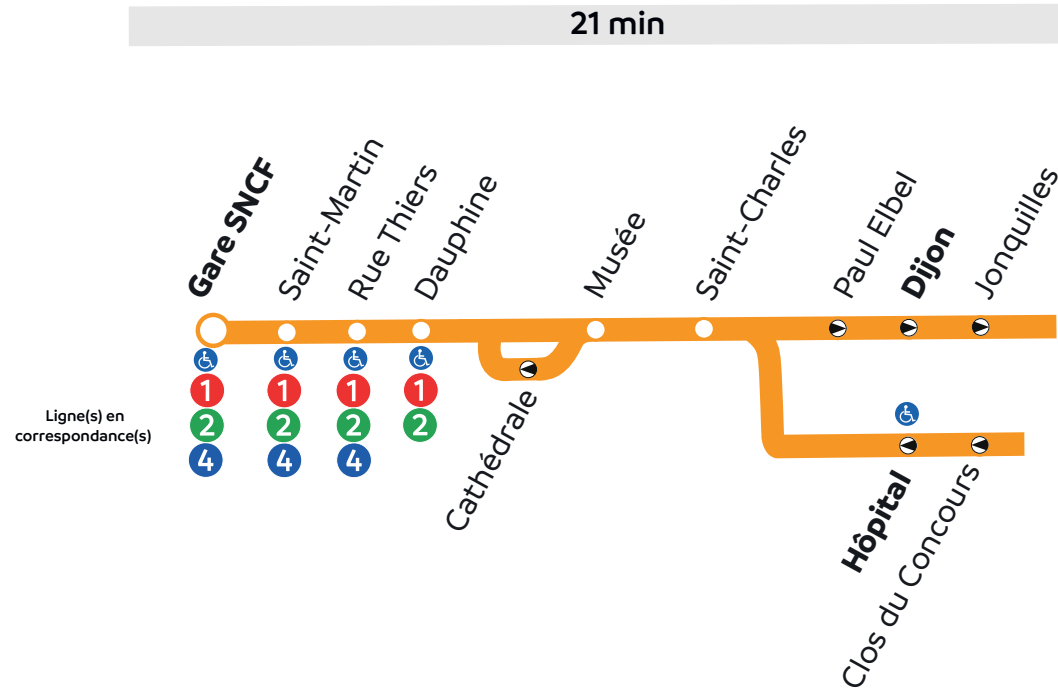 21 min
Gare SNCF
Saint-Martin
Rue Thiers
Dauphine
Musée
Saint-Charles
Paul Elbel
Dijon
Jonquilles
1
1
1
1
Ligne(s) en
correspondance(s)
2
2
2
2
4
4
4
Cathédrale
Hôpital
Clos du Concours